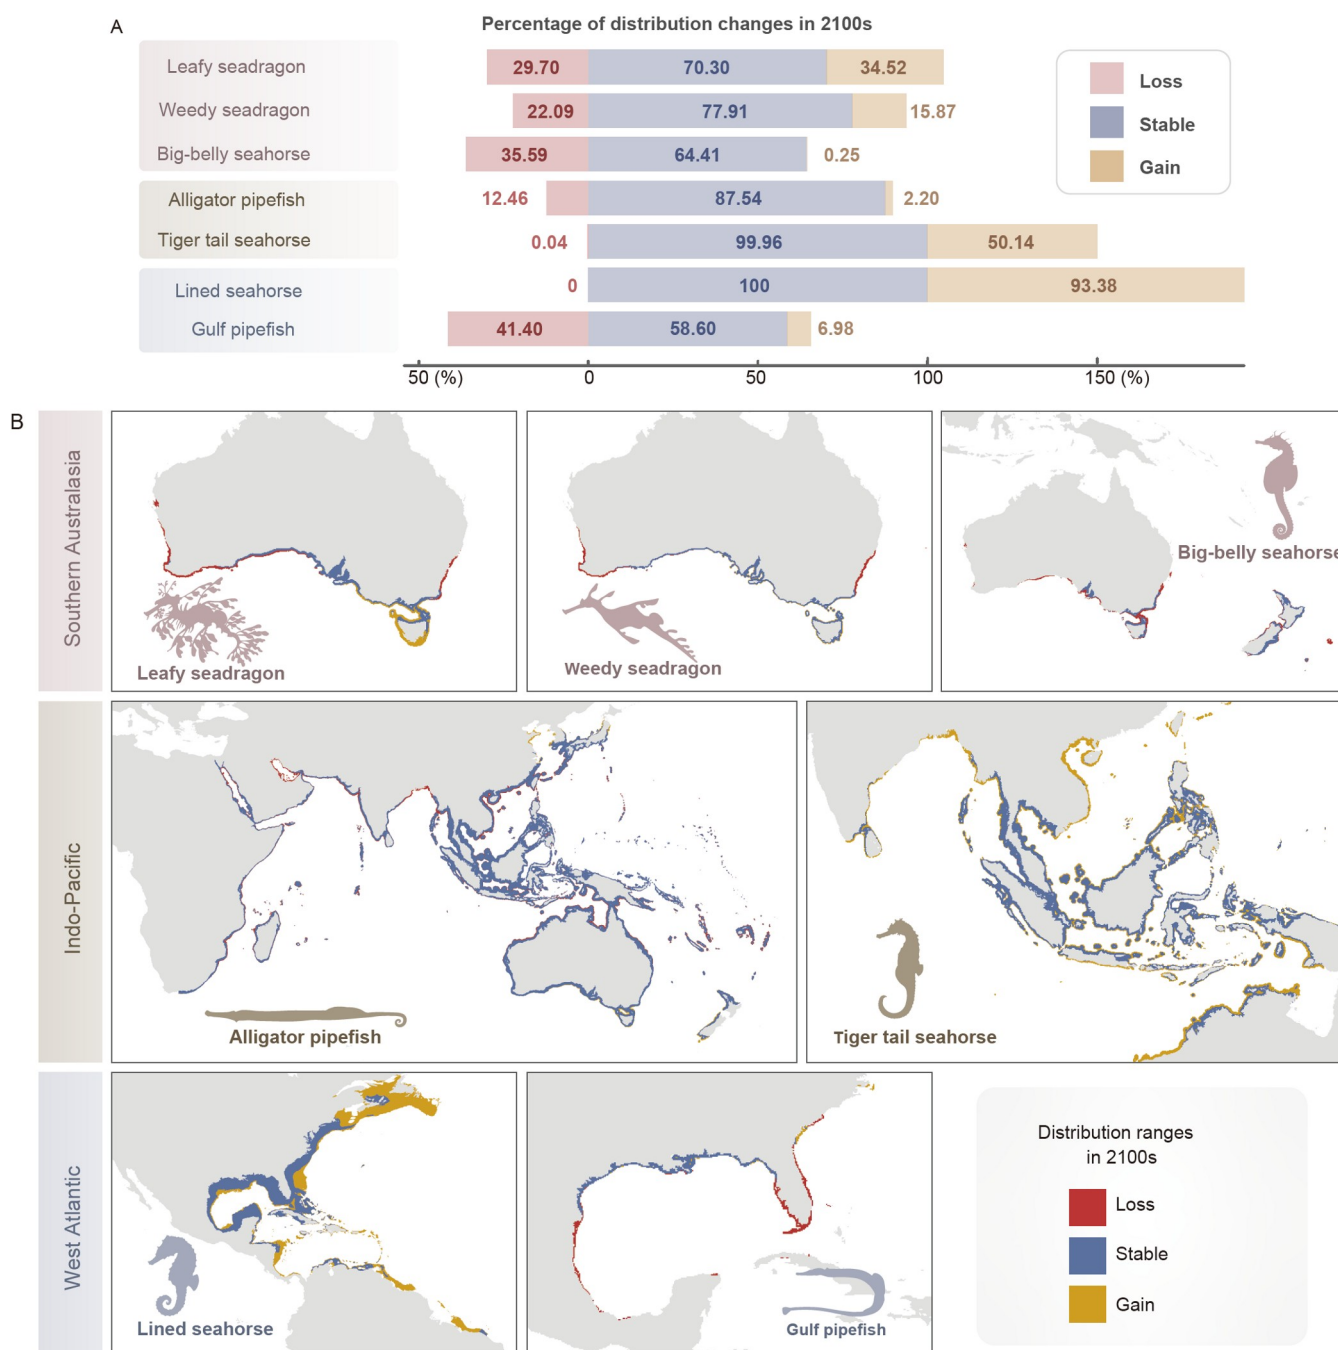 A
Percentage of distribution changes in 2100s
Leafy seadragon 29.70 70.30 34.52
Weedy seadragon 22.09 77.91 15.87
Big-belly seahorse 35.59 64.41 0.25
Alligator pipefish 12.46 87.54 2.20
Tiger tail seahorse 0.04 99.96 50.14
Lined seahorse 0 100 93.38
Gulf pipefish 41.40 58.60 6.98
50 (%) 0 50 100 150 (%)
Loss
Stable
Gain
B
Southern Australasia
Leafy seadragon
Weedy seadragon
Big-belly seahorse
Indo-Pacific
Alligator pipefish
Tiger tail seahorse
West Atlantic
Lined seahorse
Gulf pipefish
Distribution ranges
in 2100s
Loss
Stable
Gain